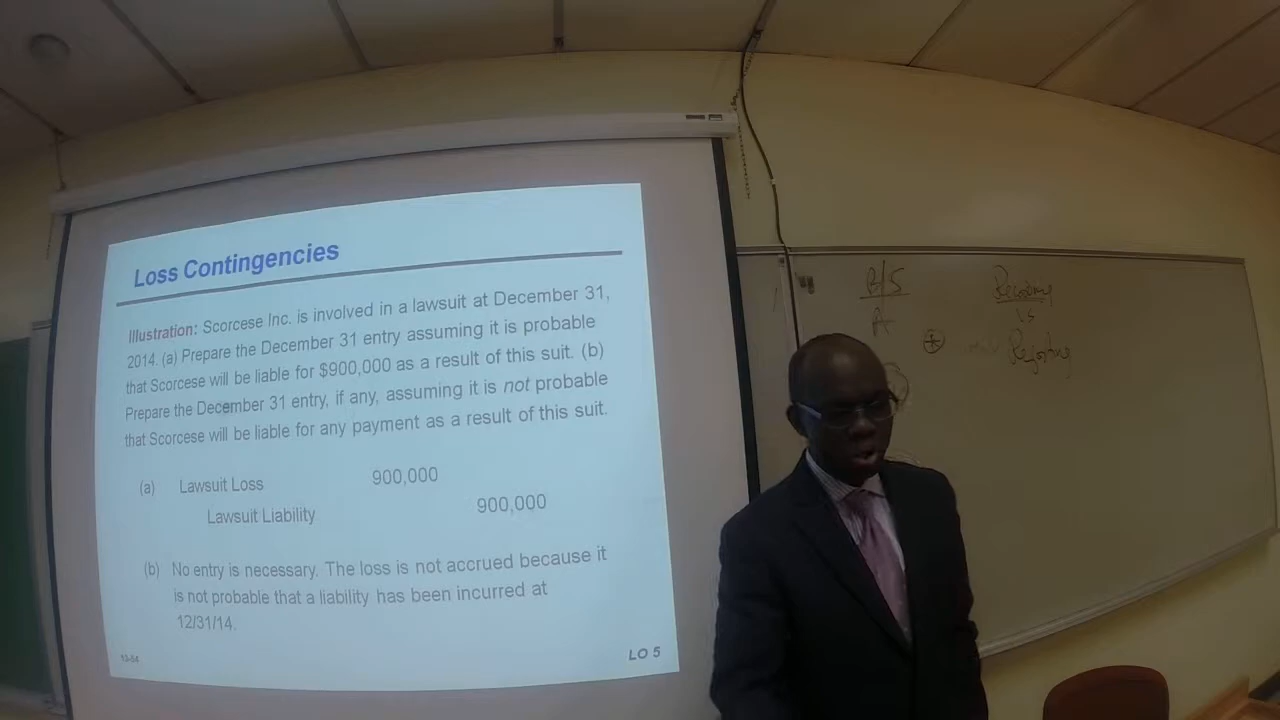 Loss Contingencies
Illustration: Scorcese Inc. is involved in a lawsuit at December 31,
2014. (a) Prepare the December 31 entry assuming it is probable
that Scorcese will be liable for $900,000 as a result of this suit. (b)
Prepare the December 31 entry, if any, assuming it is not probable
that Scorcese will be liable for any payment as a result of this suit.
(a) Lawsuit Loss 900,000
Lawsuit Liability 900,000
(b) No entry is necessary. The loss is not accrued because it
is not probable that a liability has been incurred at
12/31/14.
LO 5
B/S
A
Recording
vs
Reporting